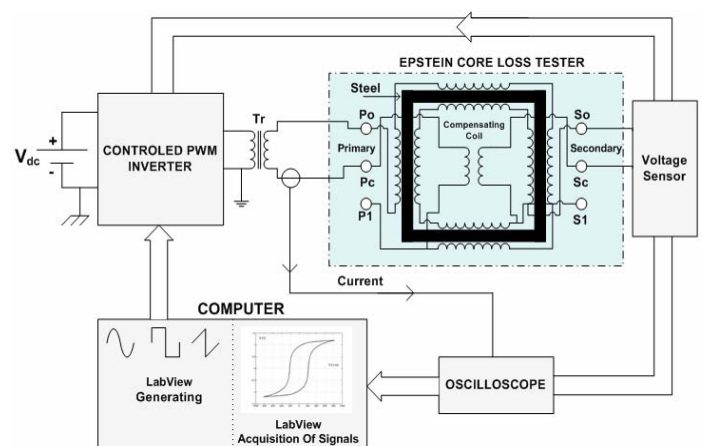 EPSTEIN CORE LOSS TESTER
Steel
Tr
Po
So
Compensating
Coil
CONTROLED PWM
INVERTER
Vdc
+
-
Primary
Secondary
Voltage
Sensor
Pc
Sc
P1
S1
Current
COMPUTER
LabView
Generating
LabView
Acquisition Of Signals
OSCILLOSCOPE